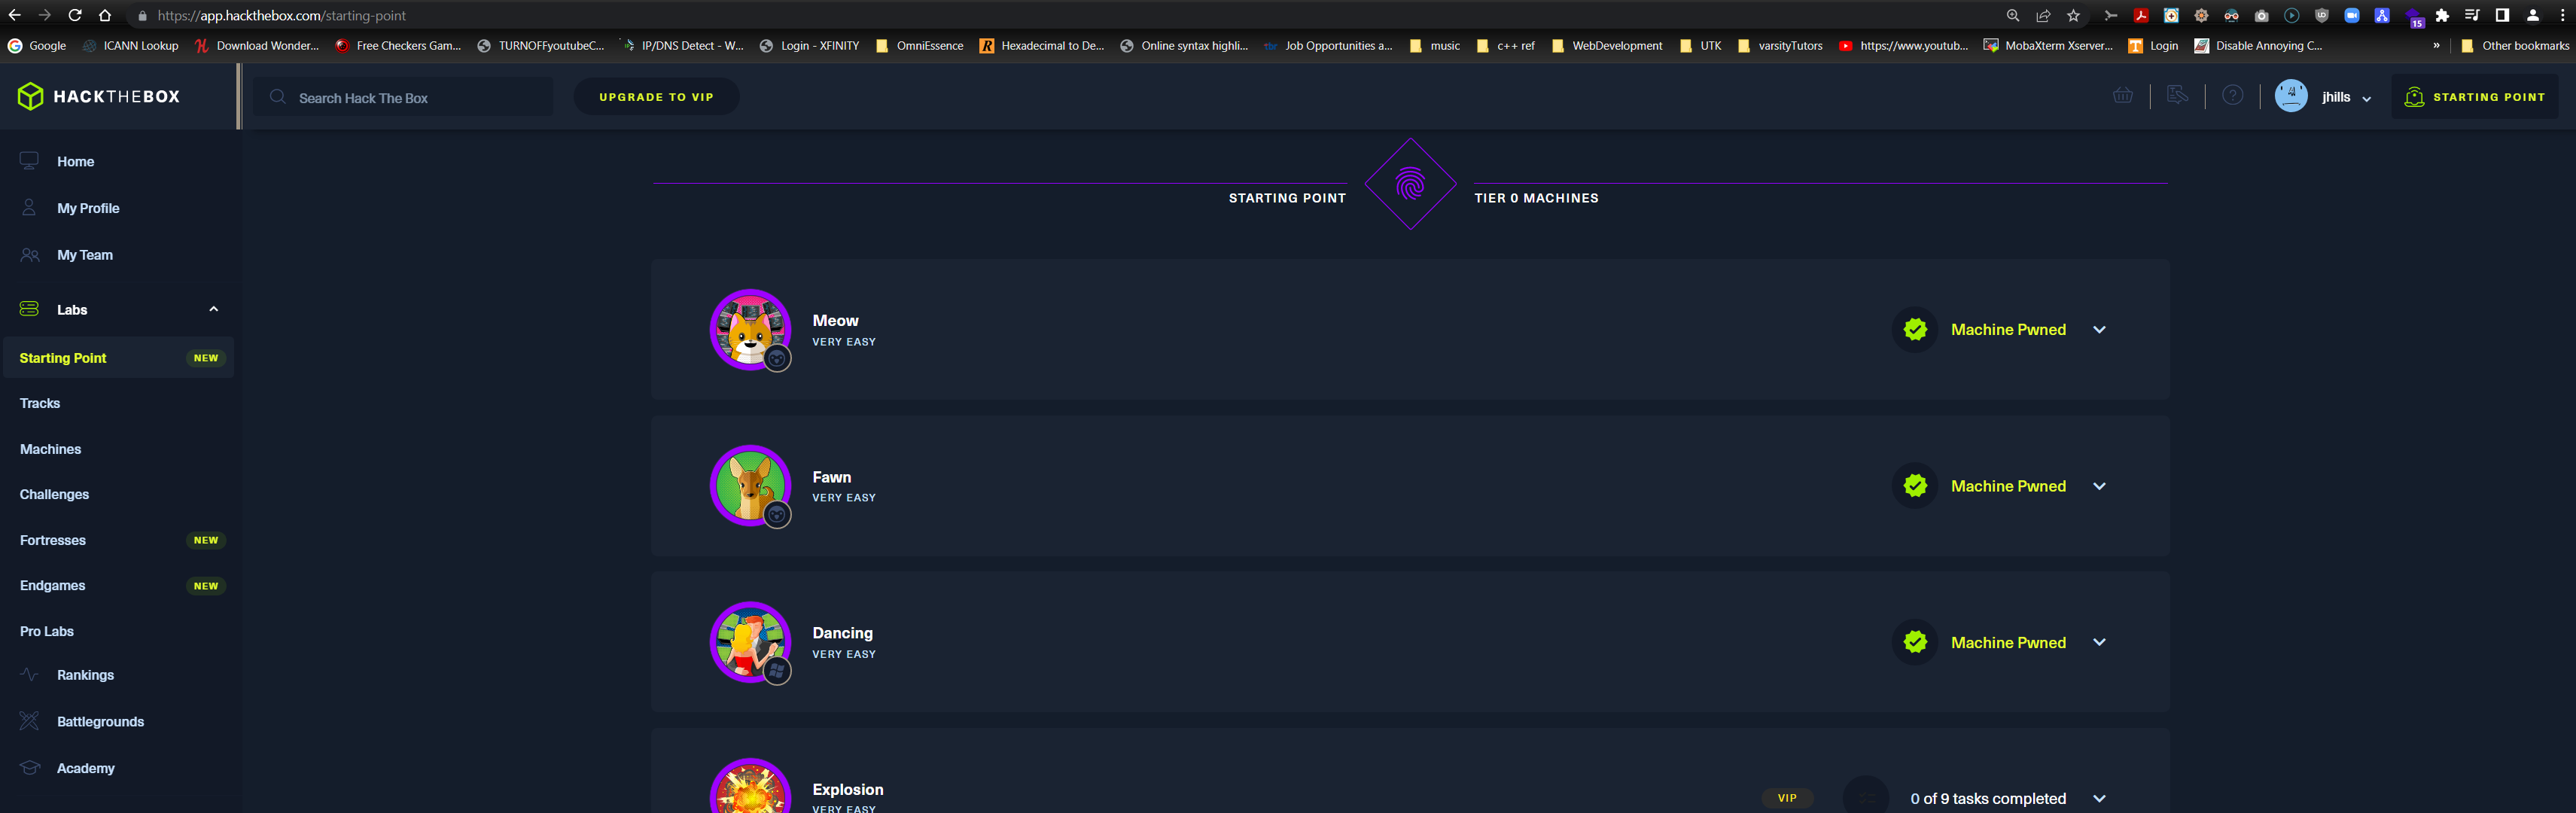 https://app.hackthebox.com/starting-point
15
Google ICANN Lookup Download Wonder... Free Checkers Gam... TURNOFFyoutubeC... IP/DNS Detect - W... Login - XFINITY OmniEssence Hexadecimal to De... Online syntax highli... Job Opportunities a... music c++ ref WebDevelopment UTK varsityTutors https://www.youtub... MobaXterm Xserver... Login Disable Annoying C... » Other bookmarks
HACKTHEBOX
Search Hack The Box
UPGRADE TO VIP
jhills
STARTING POINT
Home
My Profile
My Team
Labs
Starting Point NEW
Tracks
Machines
Challenges
Fortresses NEW
Endgames NEW
Pro Labs
Rankings
Battlegrounds
Academy
STARTING POINT
TIER 0 MACHINES
Meow
VERY EASY
Machine Pwned
Fawn
VERY EASY
Machine Pwned
Dancing
VERY EASY
Machine Pwned
Explosion
VERY EASY
VIP
0 of 9 tasks completed